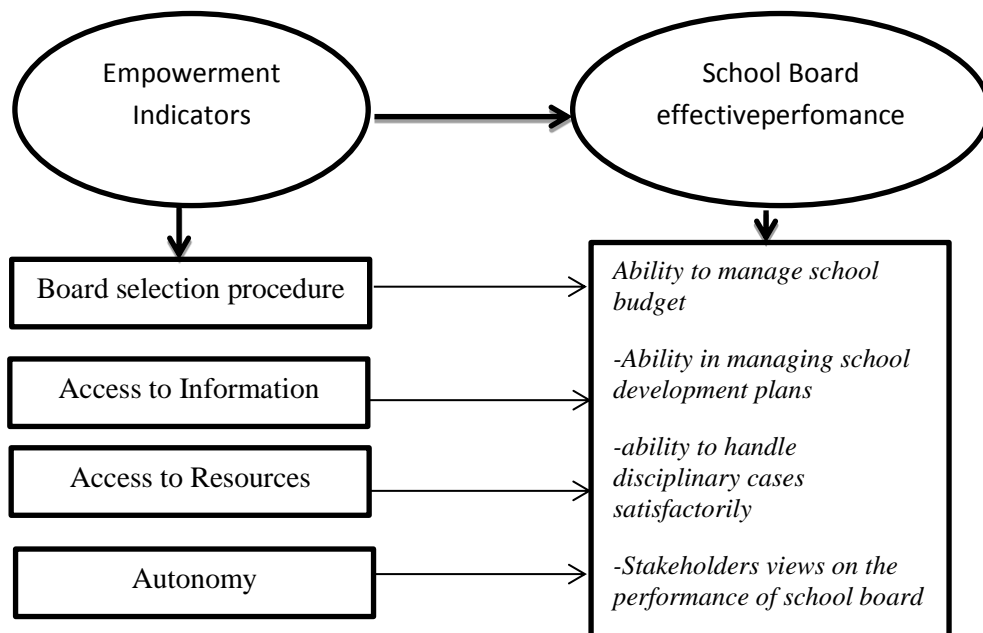 Empowerment
Indicators
School Board
effectiveperfomance
Board selection procedure
Access to Information
Access to Resources
Autonomy
Ability to manage school
budget
-Ability in managing school
development plans
-ability to handle
disciplinary cases
satisfactorily
-Stakeholders views on the
performance of school board